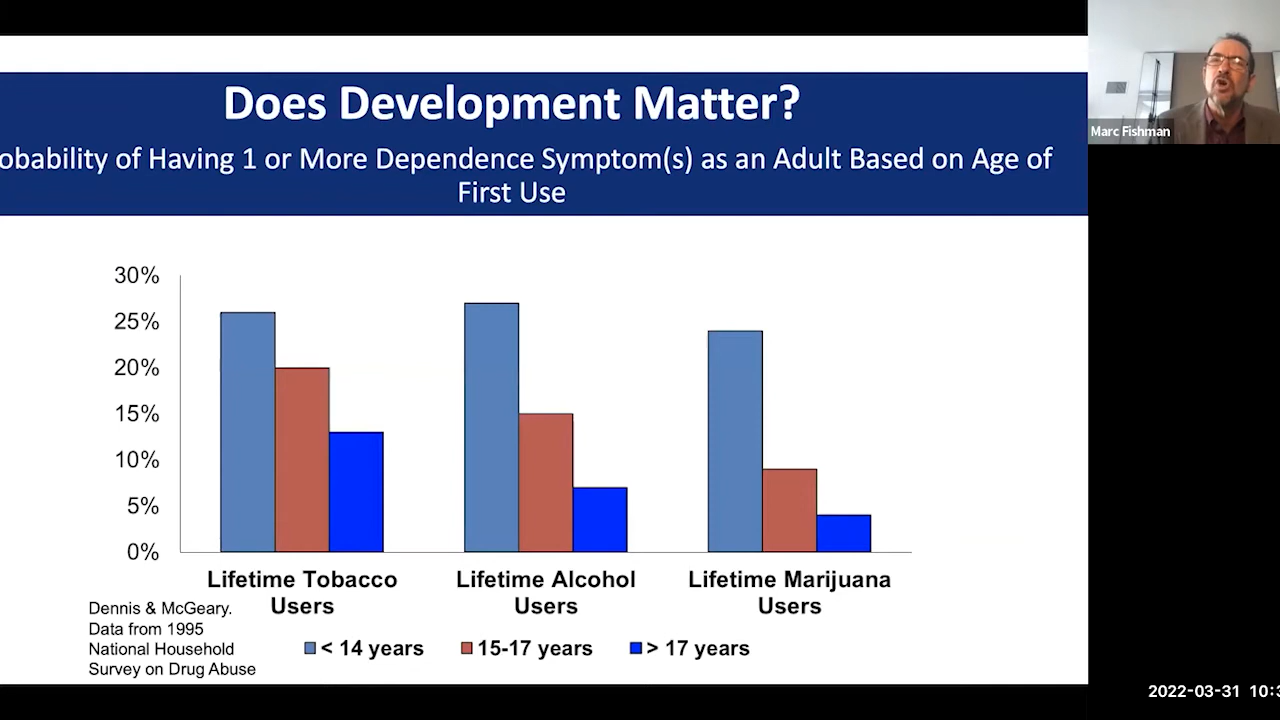 Does Development Matter?
obability of Having 1 or More Dependence Symptom(s) as an Adult Based on Age of
First Use
Marc Fishman
30%
25%
20%
15%
10%
5%
0%
Lifetime Tobacco
Users
Lifetime Alcohol
Users
Lifetime Marijuana
Users
Dennis & McGeary.
Data from 1995
National Household
Survey on Drug Abuse
< 14 years
15-17 years
> 17 years
2022-03-31 10:3